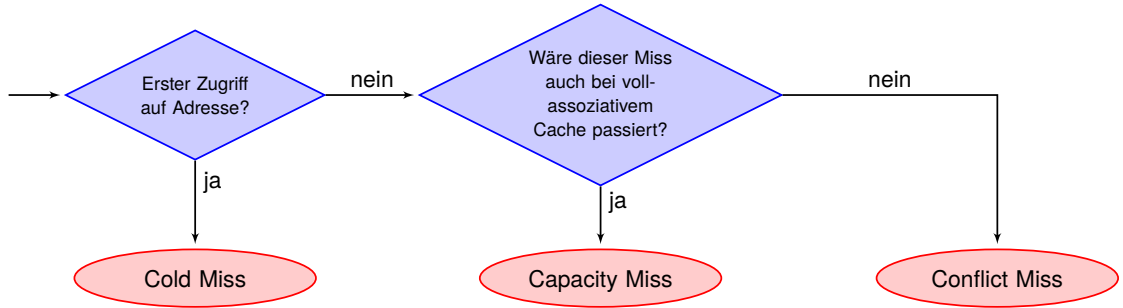 Erster Zugriff
auf Adresse?
nein
Wäre dieser Miss
auch bei voll-
assoziativem
Cache passiert?
nein
ja
ja
Cold Miss
Capacity Miss
Conflict Miss